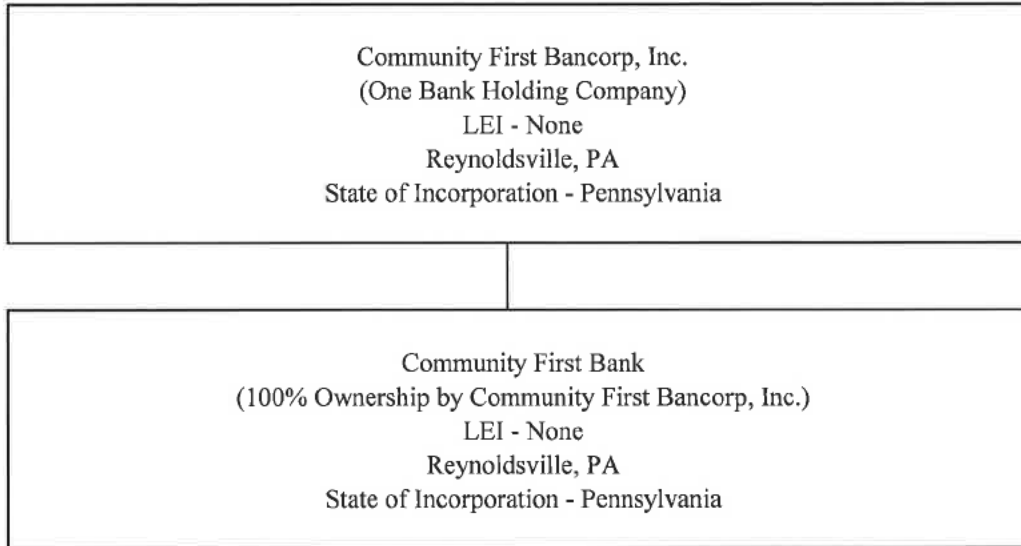 Community First Bancorp, Inc.
(One Bank Holding Company)
LEI - None
Reynoldsville, PA
State of Incorporation - Pennsylvania
Community First Bank
(100% Ownership by Community First Bancorp, Inc.)
LEI - None
Reynoldsville, PA
State of Incorporation - Pennsylvania